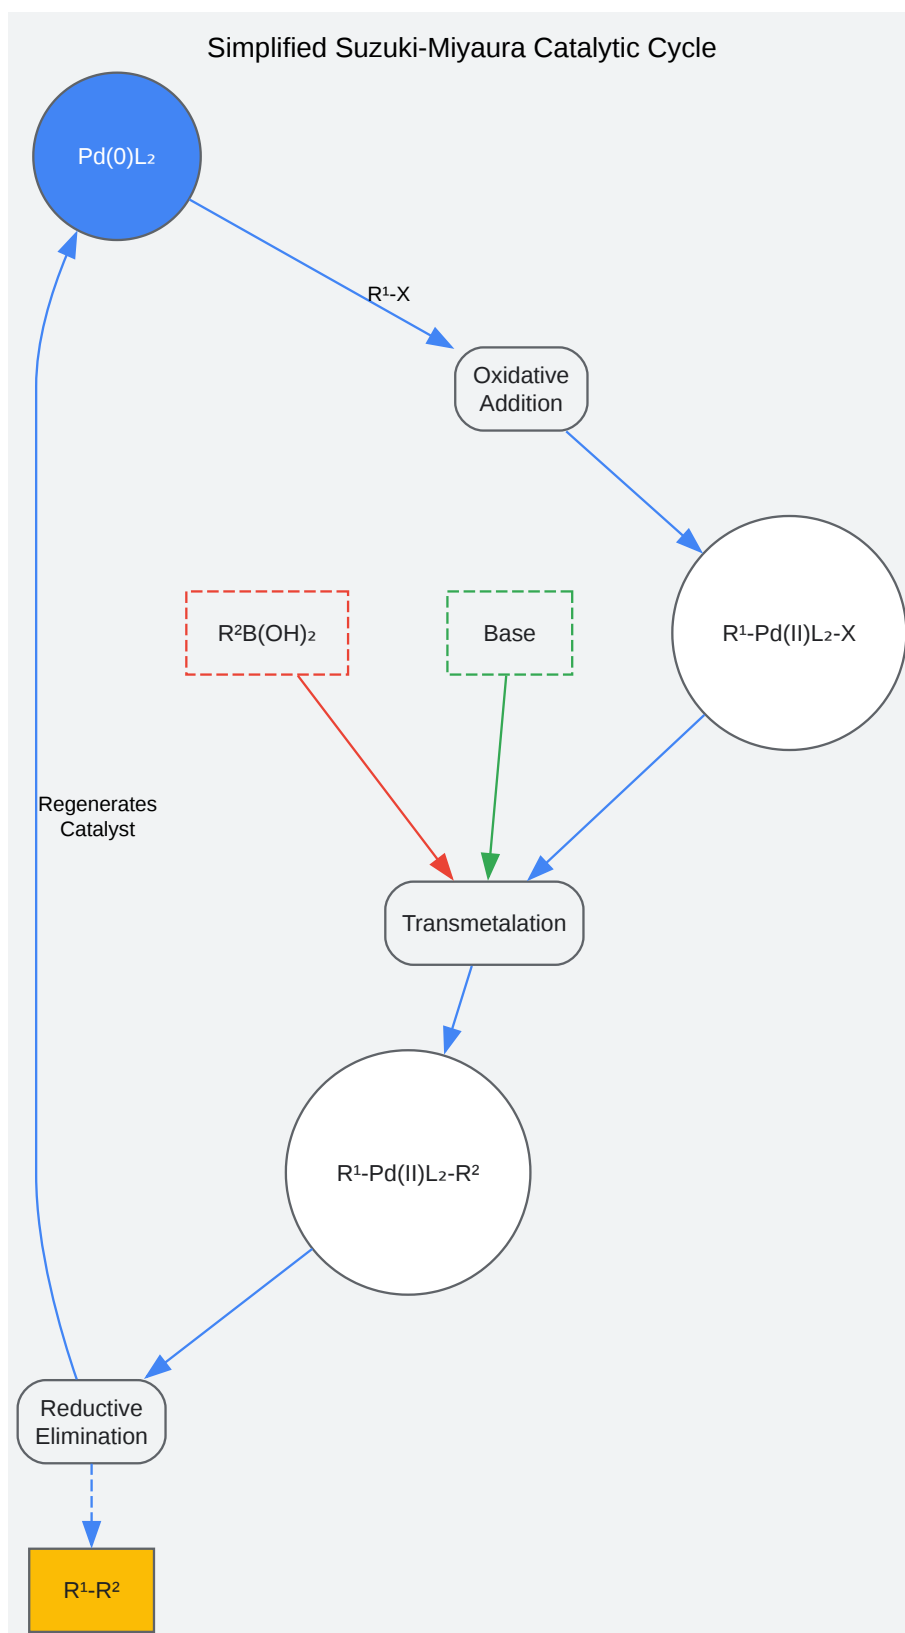 Simplified Suzuki-Miyaura Catalytic Cycle
Pd(0)L₂
R¹-X
Oxidative
Addition
R²B(OH)₂
Base
R¹-Pd(II)L₂-X
Regenerates
Catalyst
Transmetalation
R¹-Pd(II)L₂-R²
Reductive
Elimination
R¹-R²